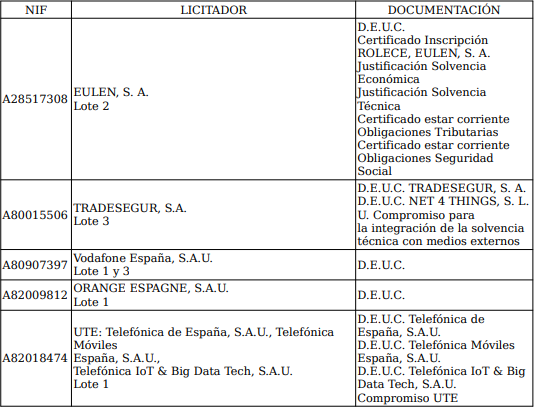 NIF LICITADOR DOCUMENTACIÓN
A28517308
EULEN, S. A.
Lote 2
D.E.U.C.
Certificado Inscripción
ROLECE, EULEN, S. A.
Justificación Solvencia
Económica
Justificación Solvencia
Técnica
Certificado estar corriente
Obligaciones Tributarias
Certificado estar corriente
Obligaciones Seguridad
Social
A80015506
TRADESEGUR, S.A.
Lote 3
D.E.U.C. TRADESEGUR, S. A.
D.E.U.C. NET 4 THINGS, S. L.
U. Compromiso para
la integración de la solvencia
técnica con medios externos
A80907397
Vodafone España, S.A.U.
Lote 1 y 3
D.E.U.C.
A82009812
ORANGE ESPAGNE, S.A.U.
Lote 1
D.E.U.C.
A82018474
UTE: Telefónica de España, S.A.U., Telefónica
Móviles
España, S.A.U.,
Telefónica IoT & Big Data Tech, S.A.U.
Lote 1
D.E.U.C. Telefónica de
España, S.A.U.
D.E.U.C. Telefónica Móviles
España, S.A.U.
D.E.U.C. Telefónica IoT & Big
Data Tech, S.A.U.
Compromiso UTE